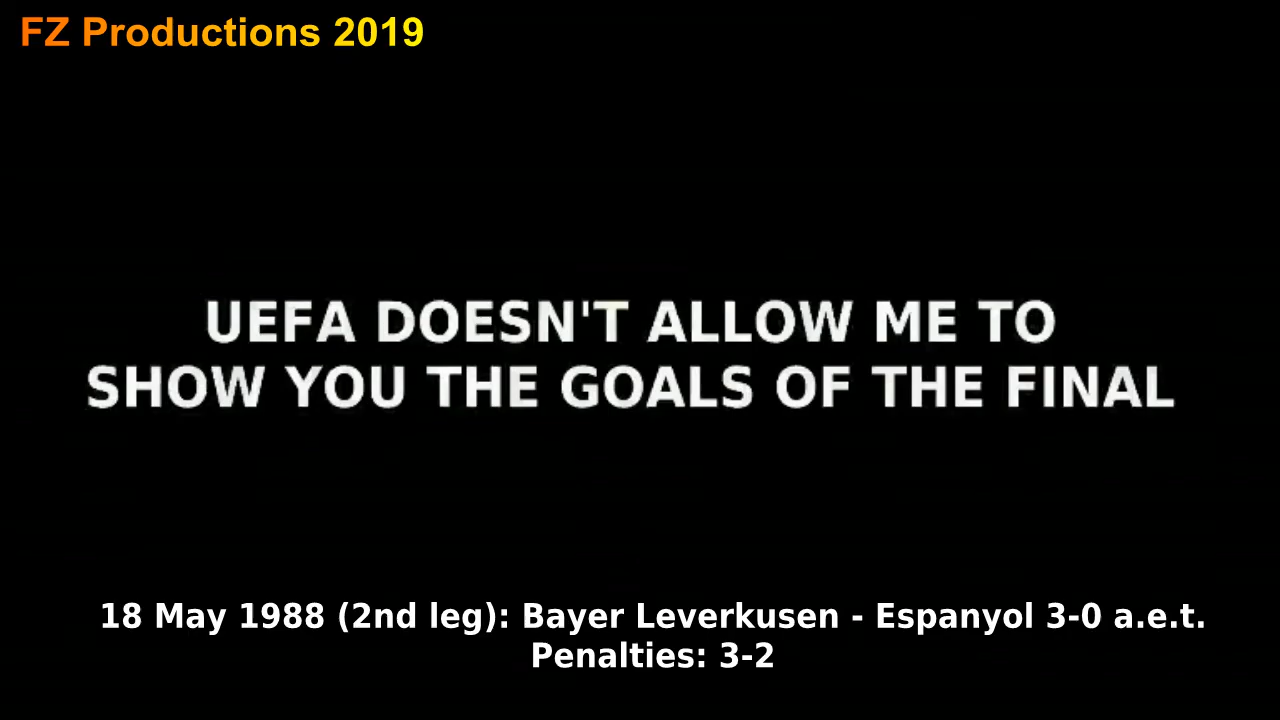 FZ Productions 2019
UEFA DOESN'T ALLOW ME TO
SHOW YOU THE GOALS OF THE FINAL
18 May 1988 (2nd leg): Bayer Leverkusen - Espanyol 3-0 a.e.t.
Penalties: 3-2